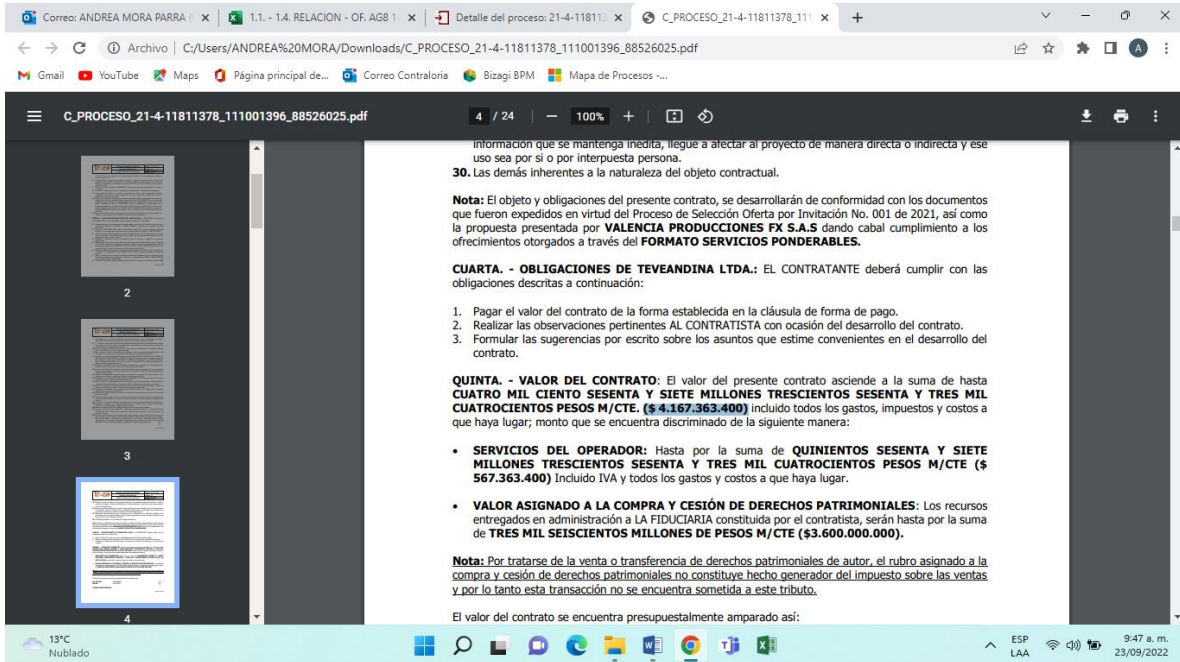 Correo: ANDREA MORA PARRA (
1.1. - 1.4. RELACION - OF. AG8 1-
Detalle del proceso: 21-4-118113
C_PROCESO_21-4-11811378_111
Archivo | C:/Users/ANDREA%20MORA/Downloads/C_PROCESO_21-4-11811378_111001396_88526025.pdf
A
Gmail YouTube Maps Página principal de... Correo Contraloria Bizagi BPM Mapa de Procesos -...
C_PROCESO_21-4-11811378_111001396_88526025.pdf 4 / 24 | − 100% + |
2
3
4
información que se mantenga inédita, llegue a afectar al proyecto de manera directa o indirecta y ese
uso sea por si o por interpuesta persona.
30. Las demás inherentes a la naturaleza del objeto contractual.
Nota: El objeto y obligaciones del presente contrato, se desarrollarán de conformidad con los documentos
que fueron expedidos en virtud del Proceso de Selección Oferta por Invitación No. 001 de 2021, así como
la propuesta presentada por VALENCIA PRODUCCIONES FX S.A.S dando cabal cumplimiento a los
ofrecimientos otorgados a través del FORMATO SERVICIOS PONDERABLES.
CUARTA. - OBLIGACIONES DE TEVEANDINA LTDA.: EL CONTRATANTE deberá cumplir con las
obligaciones descritas a continuación:
1. Pagar el valor del contrato de la forma establecida en la cláusula de forma de pago.
2. Realizar las observaciones pertinentes AL CONTRATISTA con ocasión del desarrollo del contrato.
3. Formular las sugerencias por escrito sobre los asuntos que estime convenientes en el desarrollo del
contrato.
QUINTA. - VALOR DEL CONTRATO: El valor del presente contrato asciende a la suma de hasta
CUATRO MIL CIENTO SESENTA Y SIETE MILLONES TRESCIENTOS SESENTA Y TRES MIL
CUATROCIENTOS PESOS M/CTE. ($ 4.167.363.400) incluido todos los gastos, impuestos y costos a
que haya lugar; monto que se encuentra discriminado de la siguiente manera:
• SERVICIOS DEL OPERADOR: Hasta por la suma de QUINIENTOS SESENTA Y SIETE
MILLONES TRESCIENTOS SESENTA Y TRES MIL CUATROCIENTOS PESOS M/CTE ($
567.363.400) Incluido IVA y todos los gastos y costos a que haya lugar.
• VALOR ASIGNADO A LA COMPRA Y CESIÓN DE DERECHOS PATRIMONIALES: Los recursos
entregados en administración a LA FIDUCIARIA constituida por el contratista, serán hasta por la suma
de TRES MIL SEISCIENTOS MILLONES DE PESOS M/CTE ($3.600.000.000).
Nota: Por tratarse de la venta o transferencia de derechos patrimoniales de autor, el rubro asignado a la
compra y cesión de derechos patrimoniales no constituye hecho generador del impuesto sobre las ventas
y por lo tanto esta transacción no se encuentra sometida a este tributo.
El valor del contrato se encuentra presupuestalmente amparado así:
13°C
Nublado
ESP
LAA
9:47 a. m.
23/09/2022